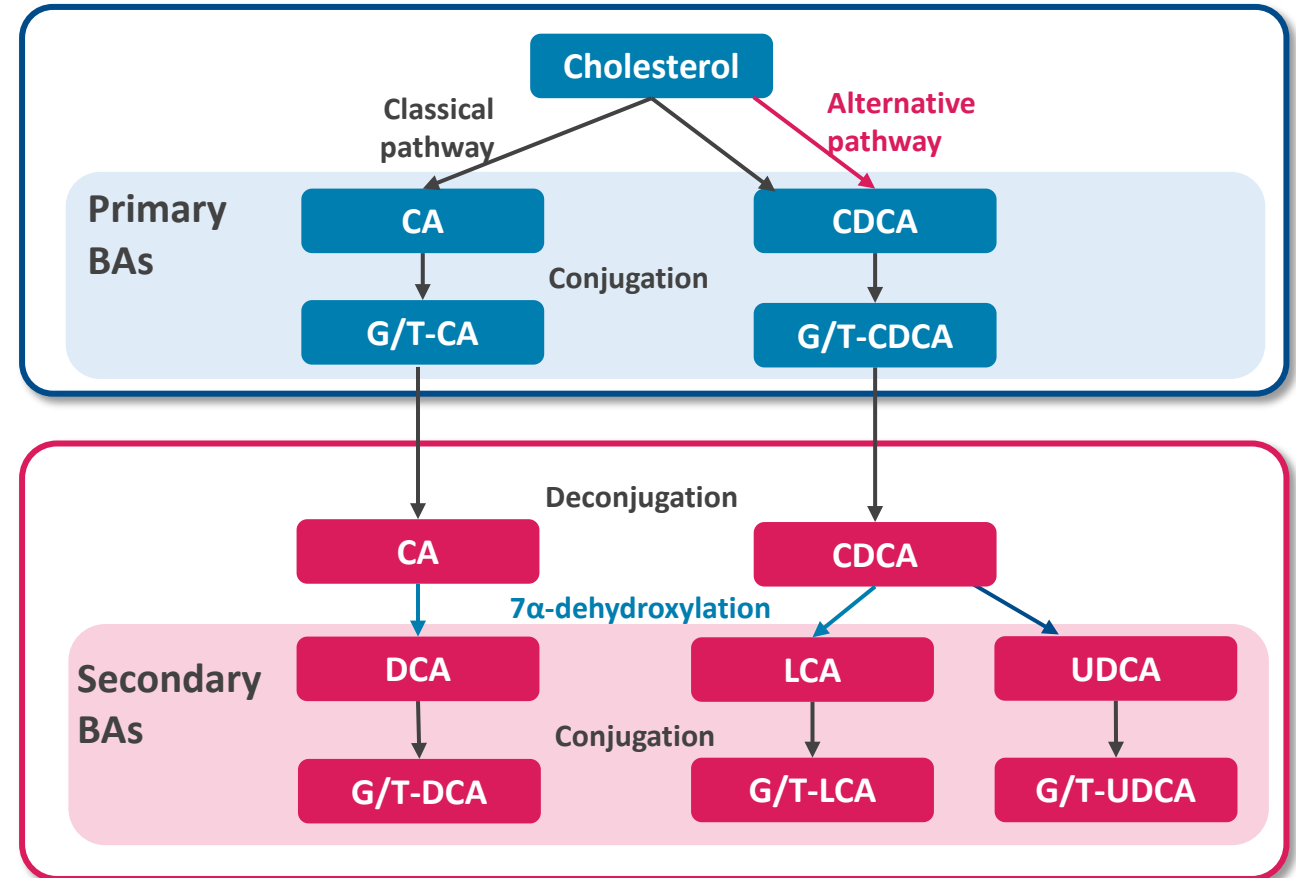 Cholesterol
Classical
pathway
Alternative
pathway
Primary
BAs
CA
CDCA
Conjugation
G/T-CA
G/T-CDCA
Deconjugation
CA
CDCA
7α-dehydroxylation
Secondary
BAs
DCA
LCA
UDCA
Conjugation
G/T-DCA
G/T-LCA
G/T-UDCA